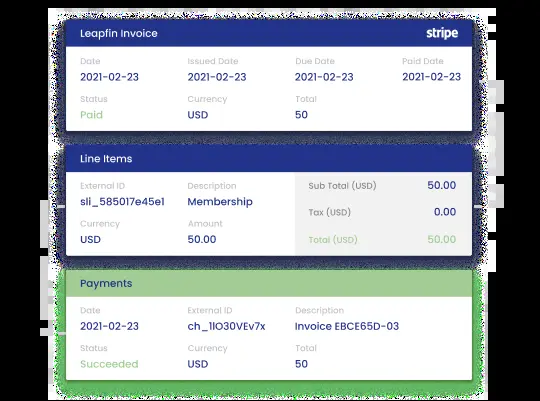 Leapfin Invoice stripe
Date Issued Date Due Date Paid Date
2021-02-23 2021-02-23 2021-02-23 2021-02-23
Status Currency Total
Paid USD 50
Line Items
External ID Description Sub Total (USD) 50.00
sli_585017e45e1 Membership
Tax (USD) 0.00
Currency Amount
USD 50.00 Total (USD) 50.00
Payments
Date External ID Description
2021-02-23 ch_1IO30VEv7x Invoice EBCE65D-03
Status Currency Total
Succeeded USD 50